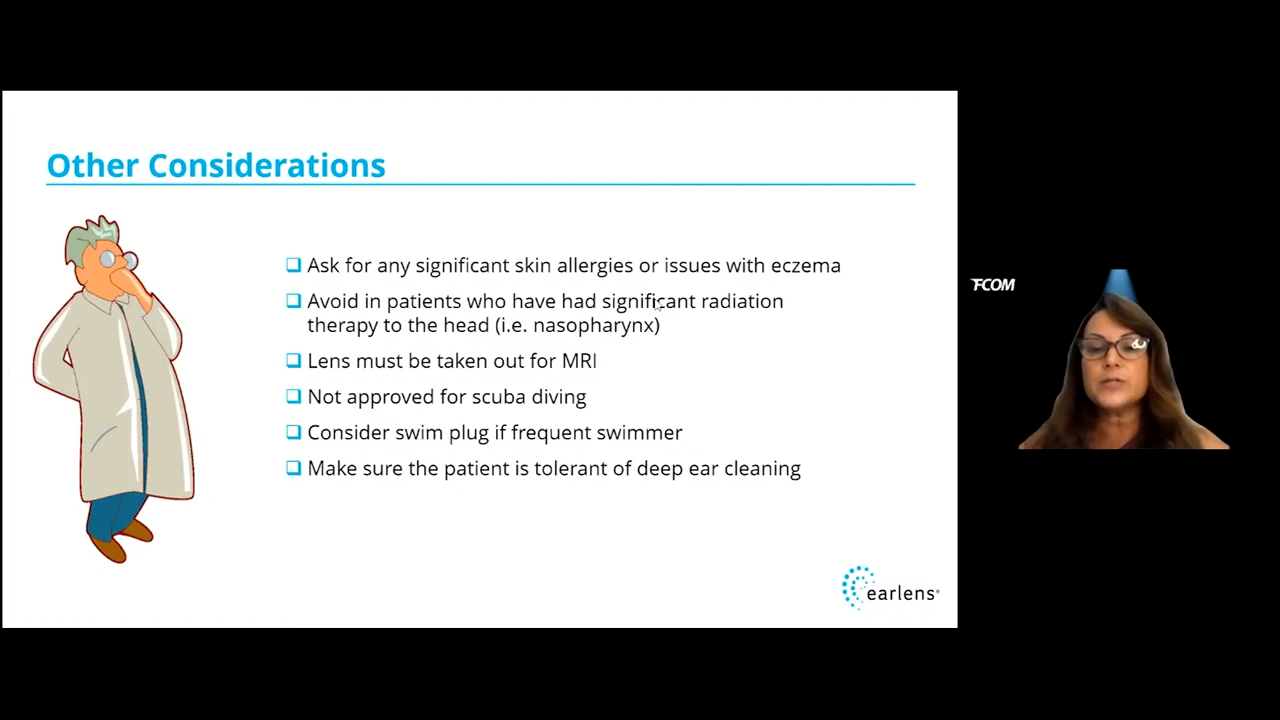 Other Considerations
❑ Ask for any significant skin allergies or issues with eczema
❑ Avoid in patients who have had significant radiation
therapy to the head (i.e. nasopharynx)
❑ Lens must be taken out for MRI
❑ Not approved for scuba diving
❑ Consider swim plug if frequent swimmer
❑ Make sure the patient is tolerant of deep ear cleaning
earlens®
FCOM